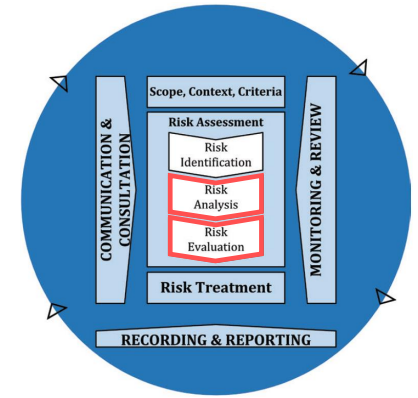 Scope, Context, Criteria
COMMUNICATION &
CONSULTATION
Risk Assessment
Risk
Identification
Risk
Analysis
Risk
Evaluation
MONITORING & REVIEW
Risk Treatment
RECORDING & REPORTING